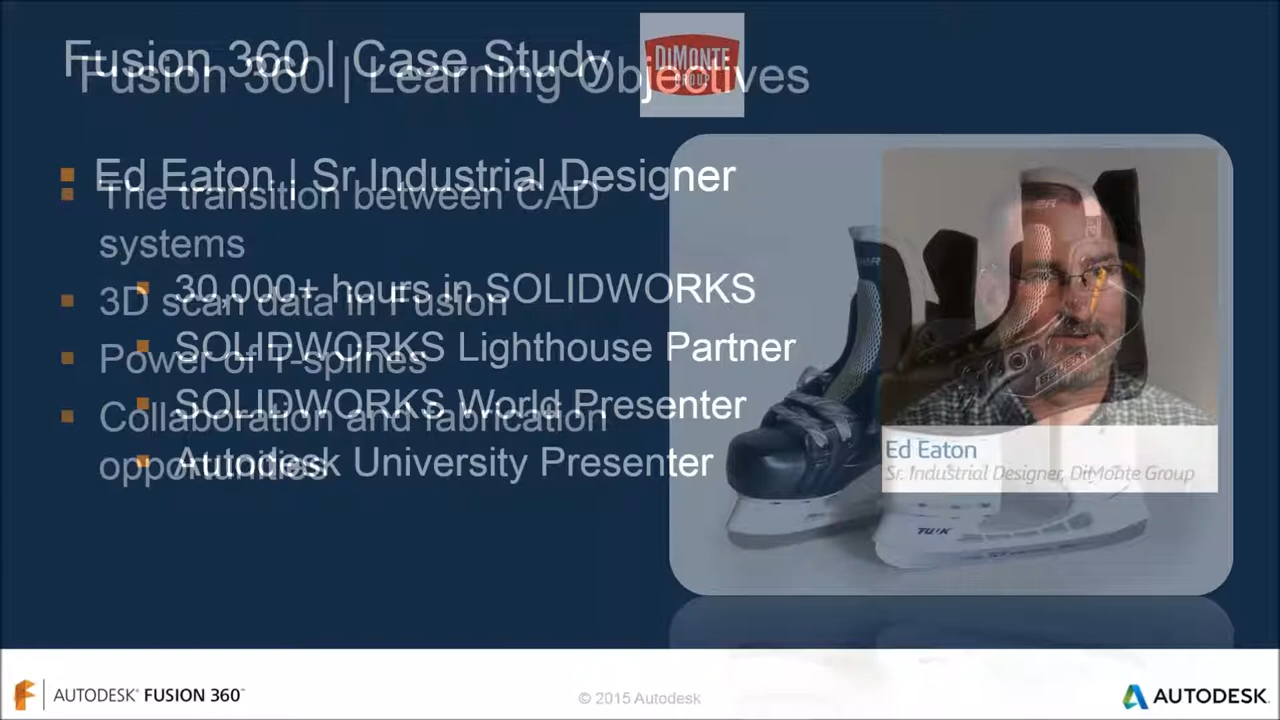 Fusion 360 | Case Study
Fusion 360 | Learning Objectives
DIMONTE
GROUP
Ed Eaton | Sr Industrial Designer
The transition between CAD
systems
30,000+ hours in SOLIDWORKS
3D scan data in Fusion
SOLIDWORKS Lighthouse Partner
Power of T-splines
SOLIDWORKS World Presenter
Collaboration and fabrication
Autodesk University Presenter
opportunities
Ed Eaton
Sr. Industrial Designer, DiMonte Group
TUUK
AUTODESK® FUSION 360™
© 2015 Autodesk
AUTODESK.